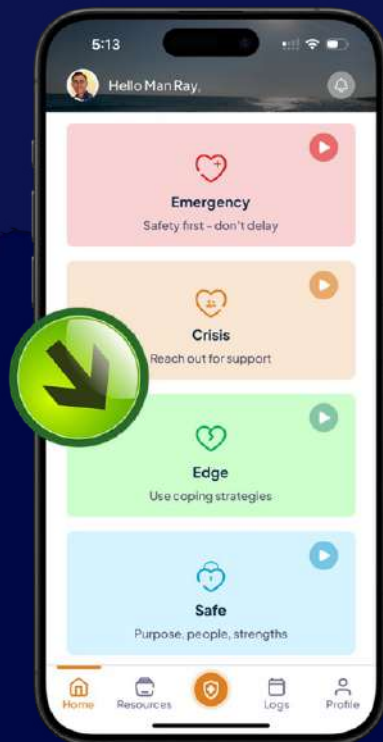 5:13
Hello Man Ray,
Emergency
Safety first - don't delay
Crisis
Reach out for support
Edge
Use coping strategies
Safe
Purpose, people, strengths
Home Resources Logs Profile